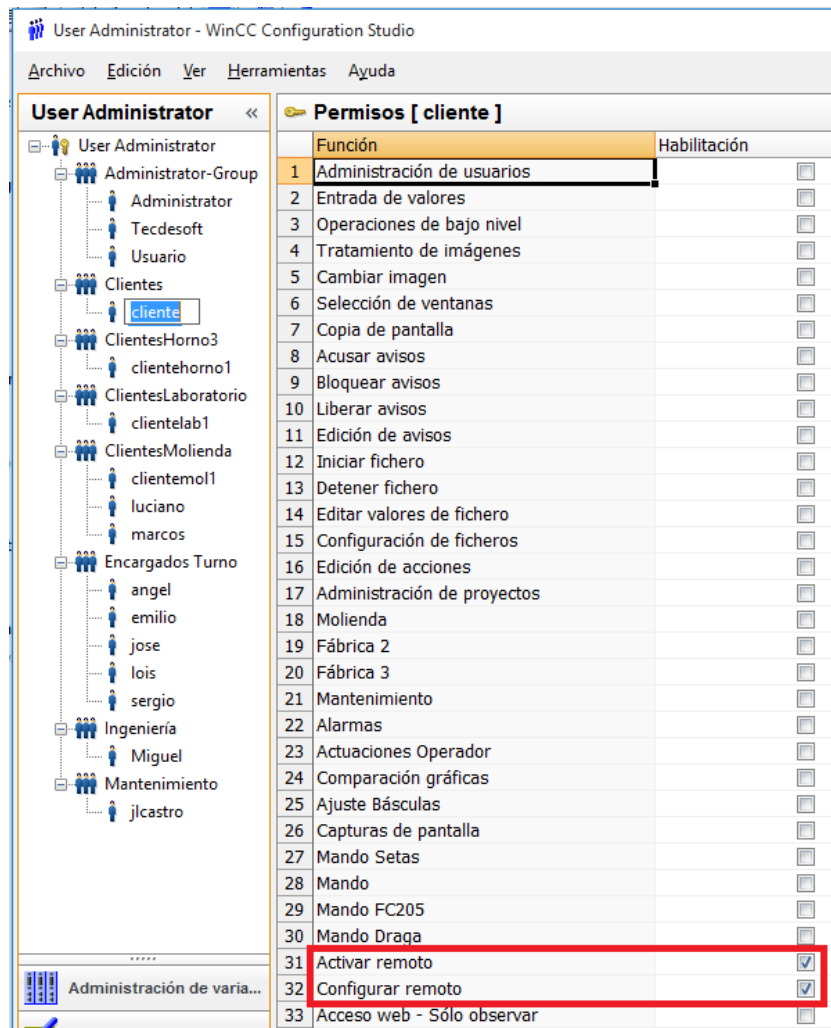 User Administrator - WinCC Configuration Studio
Archivo Edición Ver Herramientas Ayuda
User Administrator «
User Administrator
Administrator-Group
Administrator
Tecdesoft
Usuario
Clientes
cliente
ClientesHorno3
clientehorno1
ClientesLaboratorio
clientelab1
ClientesMolienda
clientemol1
luciano
marcos
Encargados Turno
angel
emilio
jose
lois
sergio
Ingeniería
Miguel
Mantenimiento
jlcastro
Administración de varia...
Permisos [ cliente ]
Función Habilitación
1 Administración de usuarios
2 Entrada de valores
3 Operaciones de bajo nivel
4 Tratamiento de imágenes
5 Cambiar imagen
6 Selección de ventanas
7 Copia de pantalla
8 Acusar avisos
9 Bloquear avisos
10 Liberar avisos
11 Edición de avisos
12 Iniciar fichero
13 Detener fichero
14 Editar valores de fichero
15 Configuración de ficheros
16 Edición de acciones
17 Administración de proyectos
18 Molienda
19 Fábrica 2
20 Fábrica 3
21 Mantenimiento
22 Alarmas
23 Actuaciones Operador
24 Comparación gráficas
25 Ajuste Básculas
26 Capturas de pantalla
27 Mando Setas
28 Mando
29 Mando FC205
30 Mando Draga
31 Activar remoto
32 Configurar remoto
33 Acceso web - Sólo observar